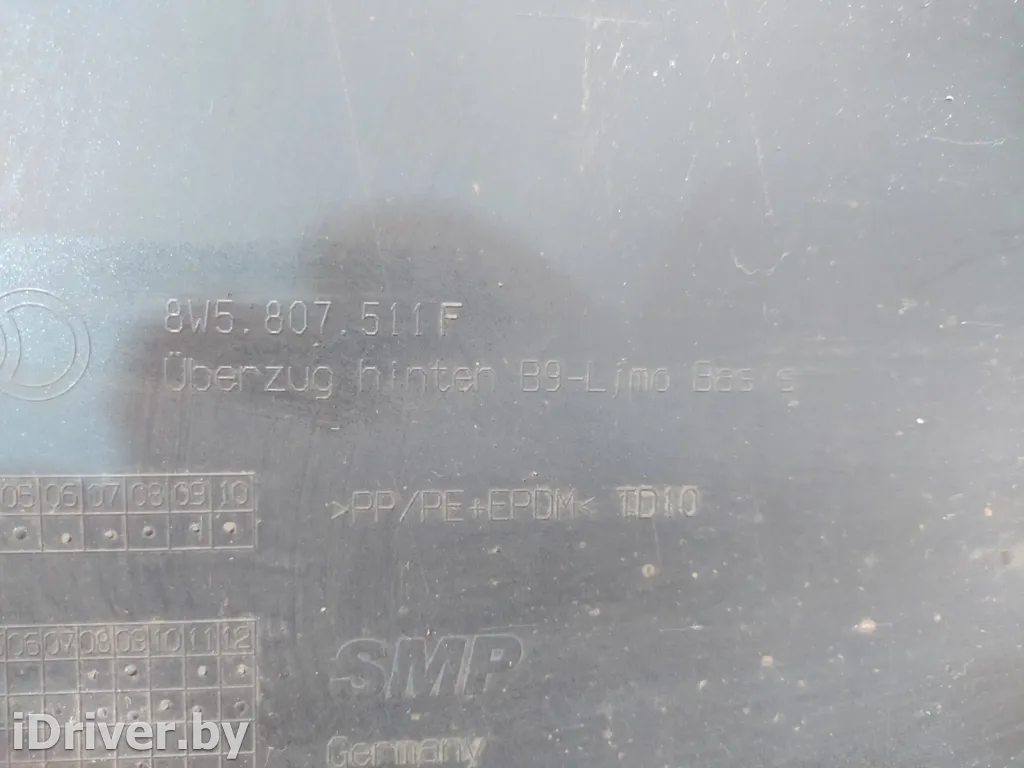 8W5.807.511F
Überzug hinten B9-Limo Basis
05 06 07 08 09 10
>PP/PE+EPDM< TD10
06 07 08 09 10 11 12
SMP
Germany
iDriver.by